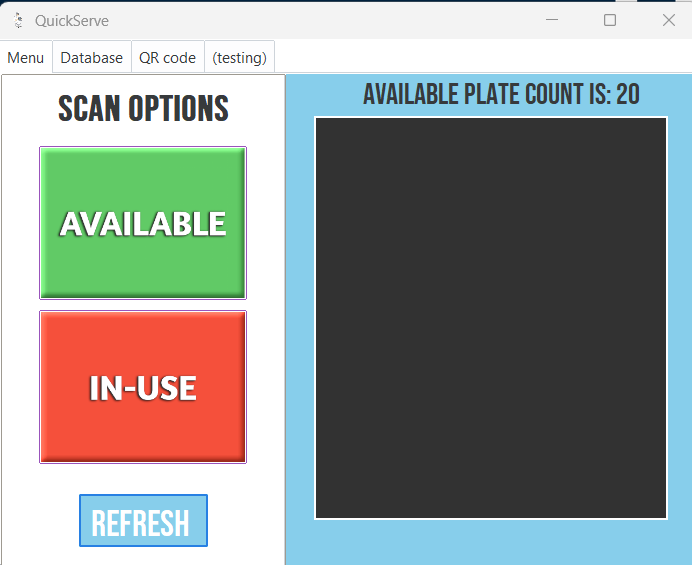 QuickServe
Menu Database QR code (testing)
SCAN OPTIONS
AVAILABLE
IN-USE
REFRESH
AVAILABLE PLATE COUNT IS: 20